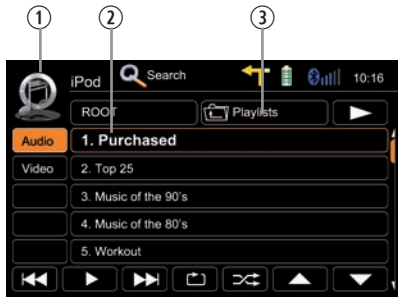 ① ② ③
iPod Search 10:16
ROOT Playlists
Audio 1. Purchased
Video 2. Top 25
3. Music of the 90's
4. Music of the 80's
5. Workout